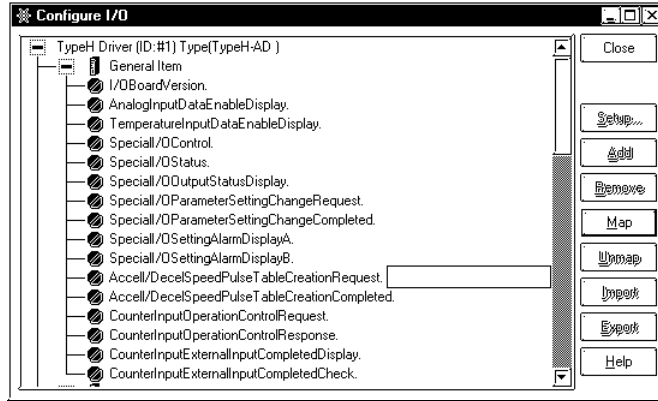 Configure I/O
TypeH Driver (ID:#1) Type(TypeH-AD )
General Item
I/OBoardVersion.
AnalogInputDataEnableDisplay.
TemperatureInputDataEnableDisplay.
SpecialI/OControl.
SpecialI/OStatus.
SpecialI/OOutputStatusDisplay.
SpecialI/OParameterSettingChangeRequest.
SpecialI/OParameterSettingChangeCompleted.
SpecialI/OSettingAlarmDisplayA.
SpecialI/OSettingAlarmDisplayB.
Accell/DecelSpeedPulseTableCreationRequest.
Accell/DecelSpeedPulseTableCreationCompleted.
CounterInputOperationControlRequest.
CounterInputOperationControlResponse.
CounterInputExternalInputCompletedDisplay.
CounterInputExternalInputCompletedCheck.
Close
Setup...
Add
Remove
Map
Unmap
Import
Export
Help